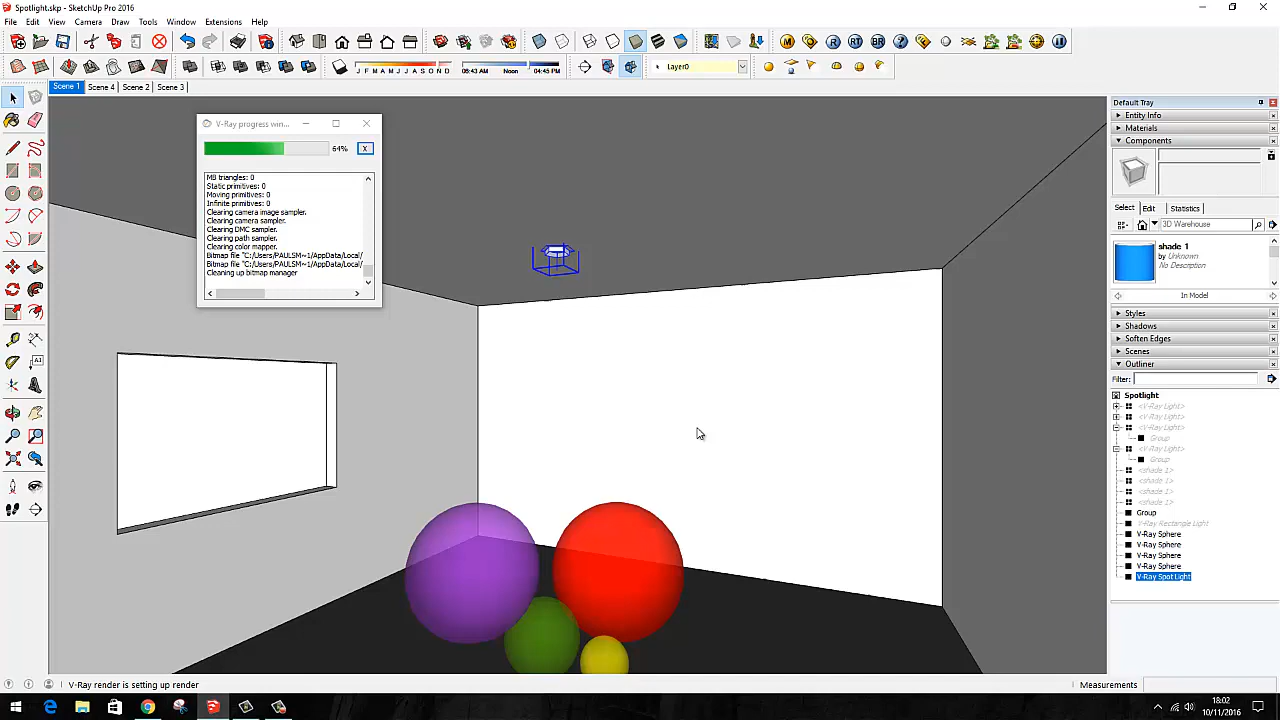 Spotlight.skp - SketchUp Pro 2016
File Edit View Camera Draw Tools Window Extensions Help
J F M A M J J A S O N D
06:43 AM Noon 04:45 PM
Layer0
Scene 1 Scene 4 Scene 2 Scene 3
V-Ray progress win...
64%
X
MB triangles: 0
Static primitives: 0
Moving primitives: 0
Infinite primitives: 0
Clearing camera image sampler.
Clearing camera sampler.
Clearing DMC sampler.
Clearing path sampler.
Clearing color mapper.
Bitmap file "C:/Users/PAULSM~1/AppData/Local/
Bitmap file "C:/Users/PAULSM~1/AppData/Local/
Cleaning up bitmap manager
Default Tray
Entity Info
Materials
Components
Select Edit Statistics
3D Warehouse
shade 1
by Unknown
No Description
In Model
Styles
Shadows
Soften Edges
Scenes
Outliner
Filter:
Spotlight
<V-Ray Light>
<V-Ray Light>
<V-Ray Light>
Group
<V-Ray Light>
Group
<shade 1>
<shade 1>
<shade 1>
<shade 1>
Group
V-Ray Rectangle Light
V-Ray Sphere
V-Ray Sphere
V-Ray Sphere
V-Ray Sphere
V-Ray Spot Light
V-Ray render is setting up render
Measurements
18:02
10/11/2016